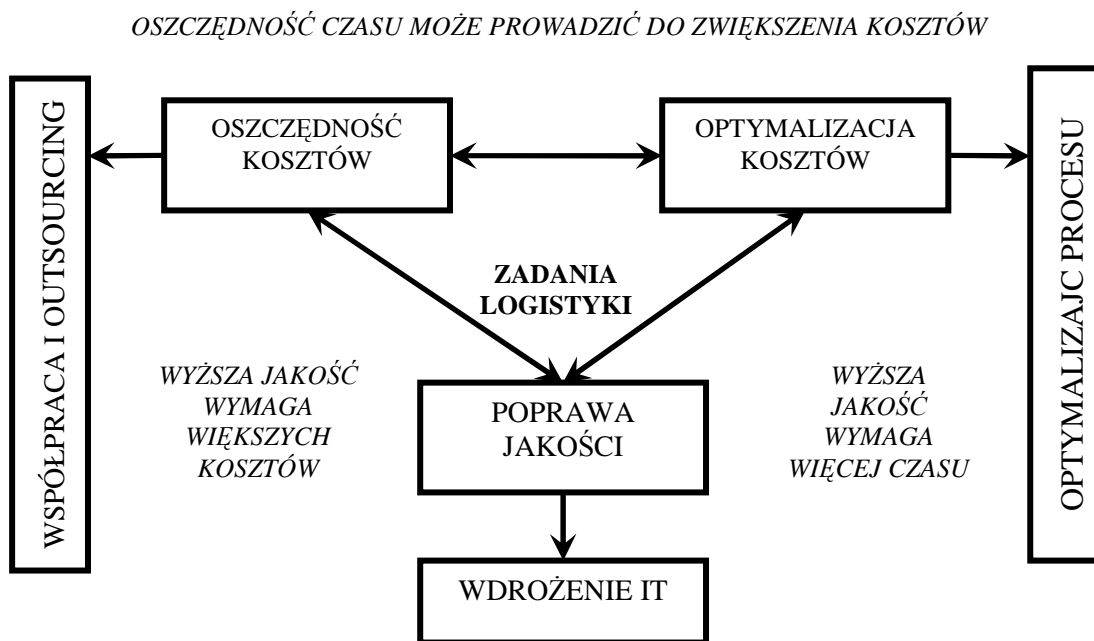 OSZCZĘDNOŚĆ CZASU MOŻE PROWADZIĆ DO ZWIĘKSZENIA KOSZTÓW
WSPÓŁPRACA I OUTSOURCING
OSZCZĘDNOŚĆ
KOSZTÓW
OPTYMALIZACJA
KOSZTÓW
OPTYMALIZAJC PROCESU
ZADANIA
LOGISTYKI
WYŻSZA JAKOŚĆ
WYMAGA
WIĘKSZYCH
KOSZTÓW
POPRAWA
JAKOŚCI
WYŻSZA
JAKOŚĆ
WYMAGA
WIĘCEJ CZASU
WDROŻENIE IT